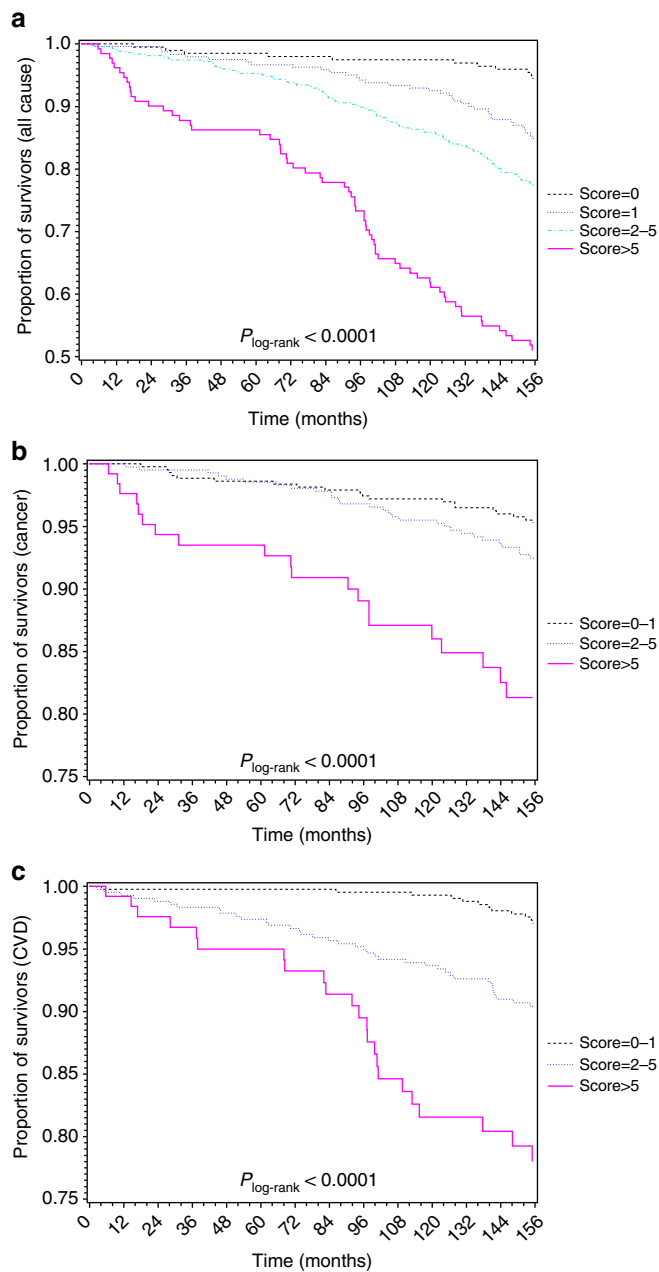 a
Proportion of survivors (all cause)
1.0
0.9
0.8
0.7
0.6
0.5
P log-rank < 0.0001
0 12 24 36 48 60 72 84 96 108 120 132 144 156
Time (months)
Score=0
Score=1
Score=2–5
Score>5
b
Proportion of survivors (cancer)
1.00
0.95
0.90
0.85
0.80
0.75
P log-rank < 0.0001
0 12 24 36 48 60 72 84 96 108 120 132 144 156
Time (months)
Score=0–1
Score=2–5
Score>5
c
Proportion of survivors (CVD)
1.00
0.95
0.90
0.85
0.80
0.75
P log-rank < 0.0001
0 12 24 36 48 60 72 84 96 108 120 132 144 156
Time (months)
Score=0–1
Score=2–5
Score>5